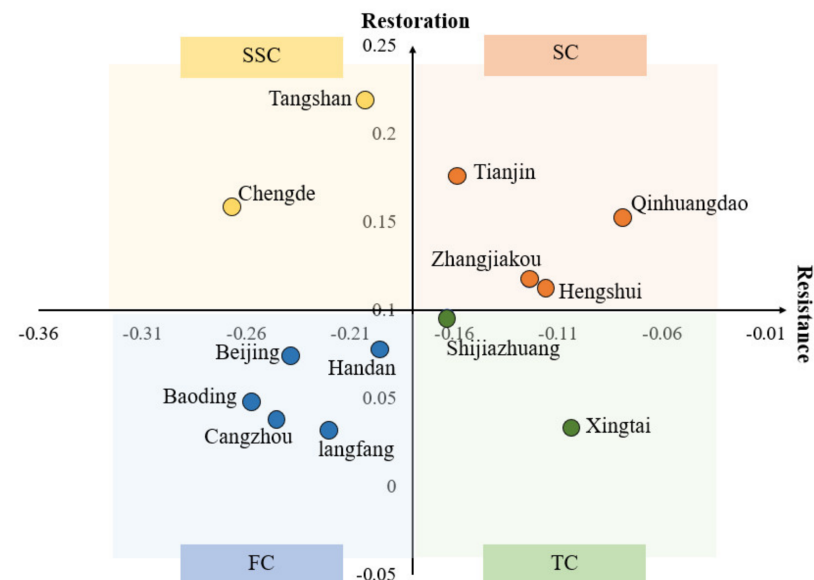 Restoration
0.25
SSC
SC
Tangshan
0.2
Tianjin
Chengde
Qinhuangdao
0.15
Zhangjiakou
Hengshui
Resistance
0.1
-0.36
-0.31
-0.26
-0.21
-0.16
-0.11
-0.06
-0.01
Beijing
Handan
Shijiazhuang
Baoding
0.05
Cangzhou
Xingtai
langfang
0
FC
TC
-0.05